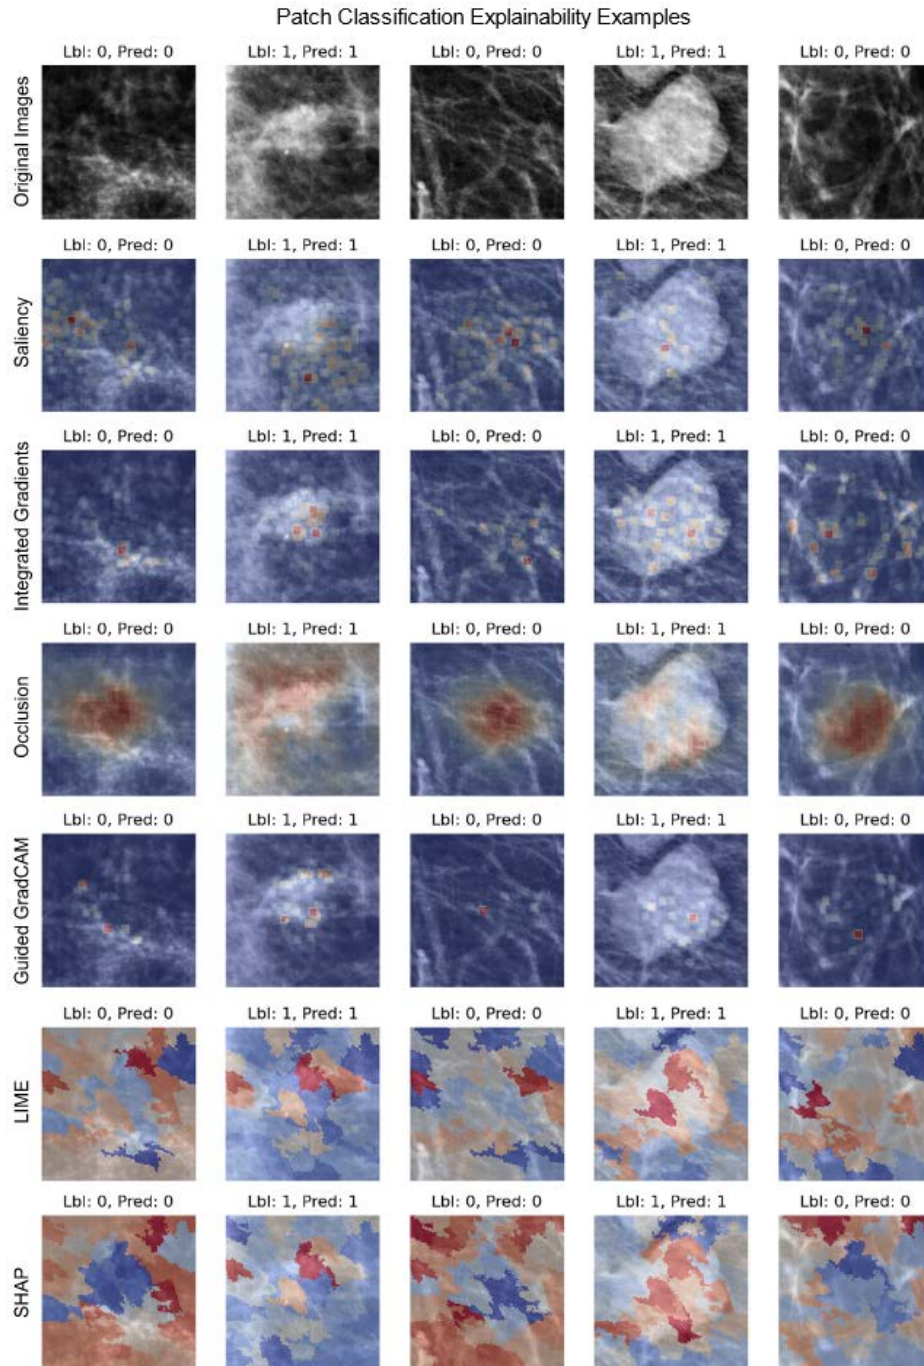 Patch Classification Explainability Examples
Lbl: 0, Pred: 0 Lbl: 1, Pred: 1 Lbl: 0, Pred: 0 Lbl: 1, Pred: 1 Lbl: 0, Pred: 0
Original Images
Lbl: 0, Pred: 0 Lbl: 1, Pred: 1 Lbl: 0, Pred: 0 Lbl: 1, Pred: 1 Lbl: 0, Pred: 0
Saliency
Lbl: 0, Pred: 0 Lbl: 1, Pred: 1 Lbl: 0, Pred: 0 Lbl: 1, Pred: 1 Lbl: 0, Pred: 0
Integrated Gradients
Lbl: 0, Pred: 0 Lbl: 1, Pred: 1 Lbl: 0, Pred: 0 Lbl: 1, Pred: 1 Lbl: 0, Pred: 0
Occlusion
Lbl: 0, Pred: 0 Lbl: 1, Pred: 1 Lbl: 0, Pred: 0 Lbl: 1, Pred: 1 Lbl: 0, Pred: 0
Guided GradCAM
Lbl: 0, Pred: 0 Lbl: 1, Pred: 1 Lbl: 0, Pred: 0 Lbl: 1, Pred: 1 Lbl: 0, Pred: 0
LIME
Lbl: 0, Pred: 0 Lbl: 1, Pred: 1 Lbl: 0, Pred: 0 Lbl: 1, Pred: 1 Lbl: 0, Pred: 0
SHAP